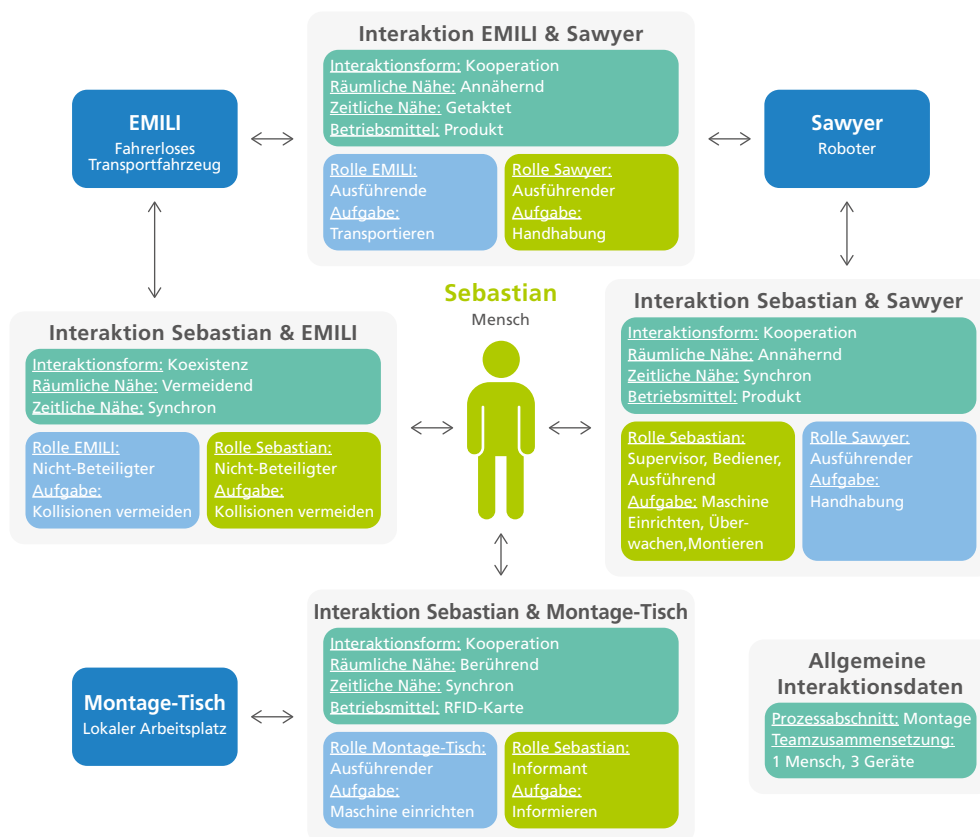 Interaktion EMILI & Sawyer
Interaktionsform: Kooperation
Räumliche Nähe: Annähernd
Zeitliche Nähe: Getaktet
Betriebsmittel: Produkt
Rolle EMILI:
Ausführende
Aufgabe:
Transportieren
Rolle Sawyer:
Ausführender
Aufgabe:
Handhabung
EMILI
Fahrerloses
Transportfahrzeug
Sawyer
Roboter
Sebastian
Mensch
Interaktion Sebastian & EMILI
Interaktionsform: Koexistenz
Räumliche Nähe: Vermeidend
Zeitliche Nähe: Synchron
Rolle EMILI:
Nicht-Beteiligter
Aufgabe:
Kollisionen vermeiden
Rolle Sebastian:
Nicht-Beteiligter
Aufgabe:
Kollisionen vermeiden
Interaktion Sebastian & Sawyer
Interaktionsform: Kooperation
Räumliche Nähe: Annähernd
Zeitliche Nähe: Synchron
Betriebsmittel: Produkt
Rolle Sebastian:
Supervisor, Bediener,
Ausführend
Aufgabe: Maschine
Einrichten, Über-
wachen,Montieren
Rolle Sawyer:
Ausführender
Aufgabe:
Handhabung
Interaktion Sebastian & Montage-Tisch
Interaktionsform: Kooperation
Räumliche Nähe: Berührend
Zeitliche Nähe: Synchron
Betriebsmittel: RFID-Karte
Rolle Montage-Tisch:
Ausführender
Aufgabe:
Maschine einrichten
Rolle Sebastian:
Informant
Aufgabe:
Informieren
Montage-Tisch
Lokaler Arbeitsplatz
Allgemeine
Interaktionsdaten
Prozessabschnitt: Montage
Teamzusammensetzung:
1 Mensch, 3 Geräte